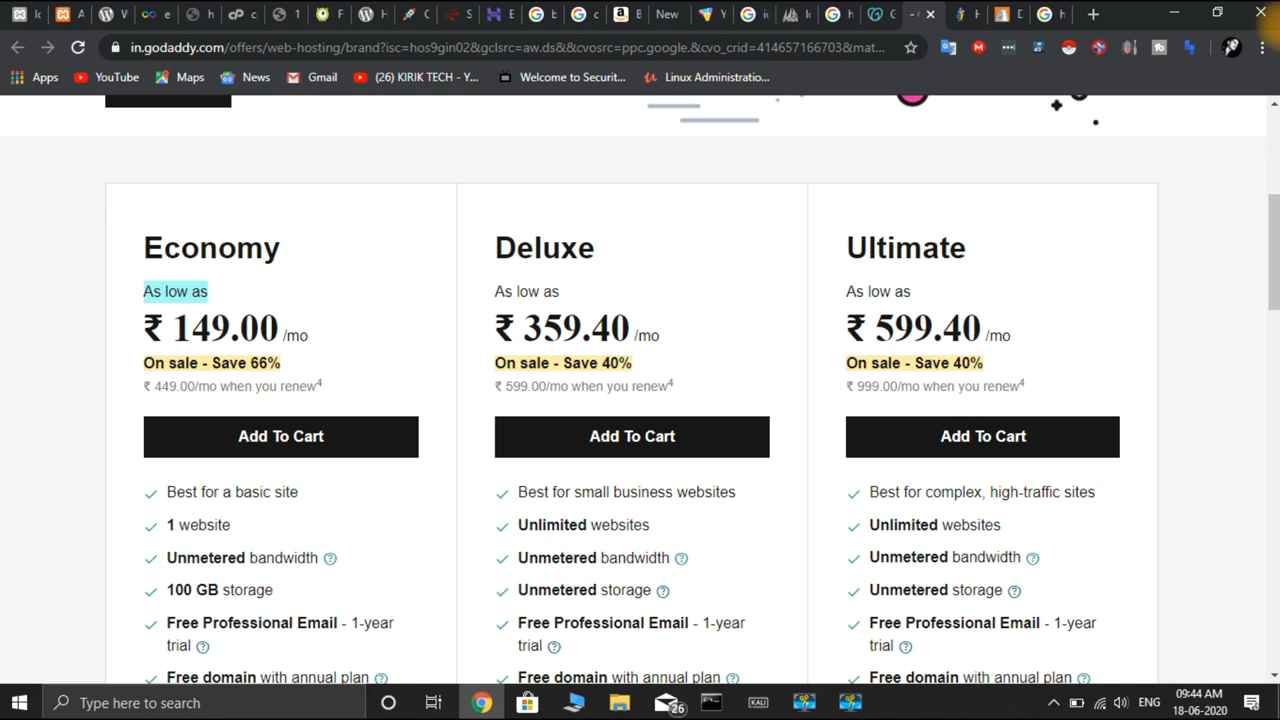 in.godaddy.com/offers/web-hosting/brand?isc=hos9gin02&gclsrc=aw.ds&&cvosrc=ppc.google.&cvo_crid=414657166703&mat...
Apps YouTube Maps News Gmail (26) KIRIK TECH - Y... Welcome to Securit... Linux Administratio...
Economy
As low as
₹ 149.00 /mo
On sale - Save 66%
₹ 449.00/mo when you renew4
Add To Cart
Best for a basic site
1 website
Unmetered bandwidth ?
100 GB storage
Free Professional Email - 1-year
trial ?
Free domain with annual plan ?
Deluxe
As low as
₹ 359.40 /mo
On sale - Save 40%
₹ 599.00/mo when you renew4
Add To Cart
Best for small business websites
Unlimited websites
Unmetered bandwidth ?
Unmetered storage ?
Free Professional Email - 1-year
trial ?
Free domain with annual plan ?
Ultimate
As low as
₹ 599.40 /mo
On sale - Save 40%
₹ 999.00/mo when you renew4
Add To Cart
Best for complex, high-traffic sites
Unlimited websites
Unmetered bandwidth ?
Unmetered storage ?
Free Professional Email - 1-year
trial ?
Free domain with annual plan ?
Type here to search
26
KALI
ENG
09:44 AM
18-06-2020